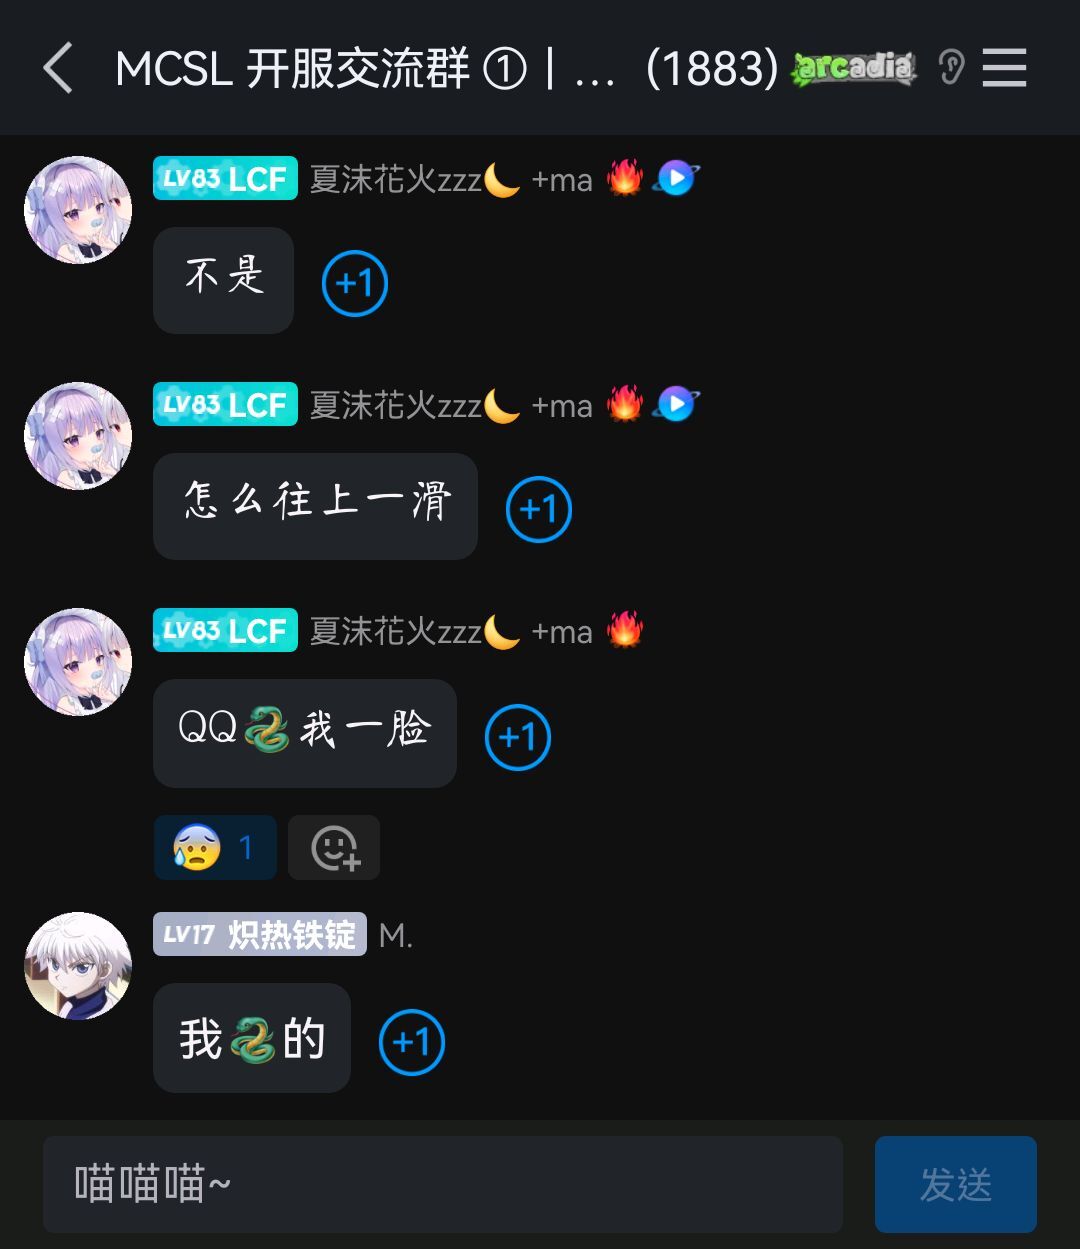 MCSL 开服交流群 ①丨... (1883) arcadia
LV83 LCF 夏沫花火zzz🌙 +ma 🔥
不是
+1
LV83 LCF 夏沫花火zzz🌙 +ma 🔥
怎么往上一滑
+1
LV83 LCF 夏沫花火zzz🌙 +ma 🔥
QQ🐍我一脸
+1
😰 1
LV17 炽热铁锭 M.
我🐍的
+1
喵喵喵~
发送